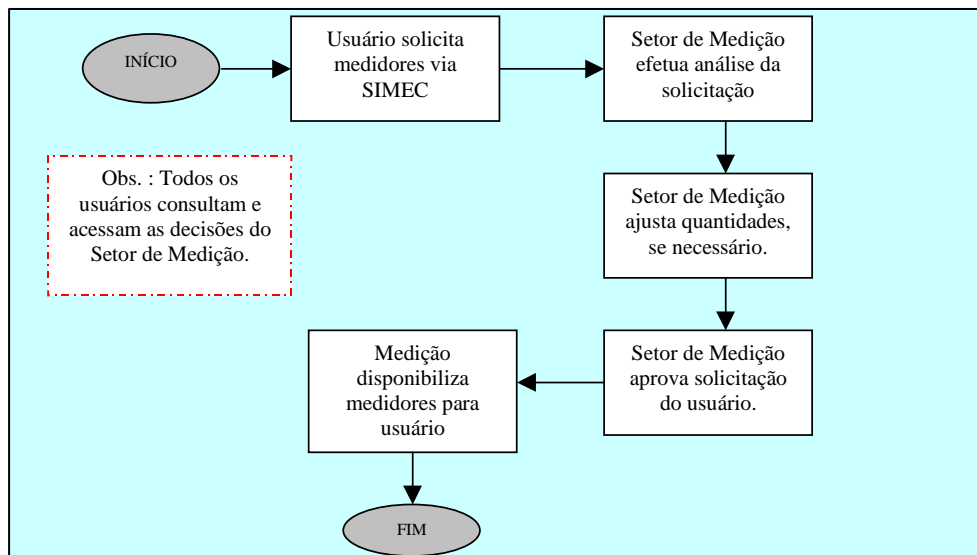 INÍCIO
Usuário solicita
medidores via
SIMEC
Setor de Medição
efetua análise da
solicitação
Obs. : Todos os
usuários consultam e
acessam as decisões do
Setor de Medição.
Setor de Medição
ajusta quantidades,
se necessário.
Setor de Medição
aprova solicitação
do usuário.
Medição
disponibiliza
medidores para
usuário
FIM